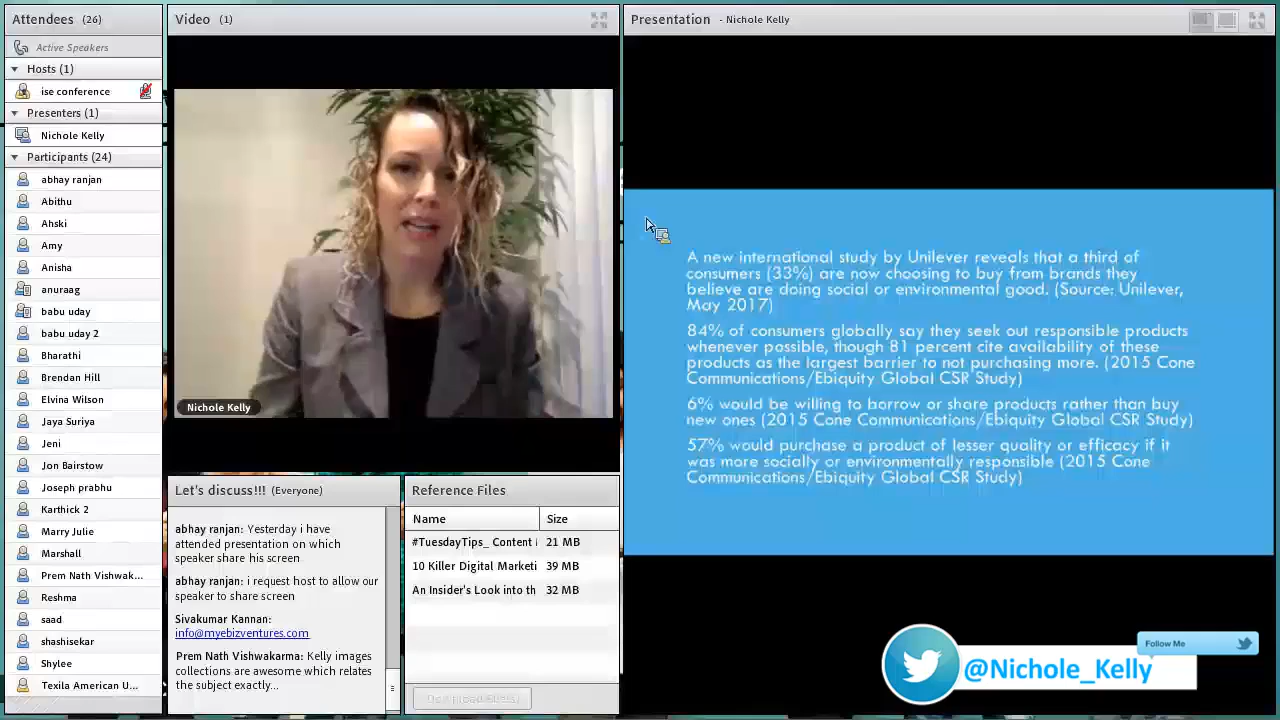 Attendees (26)
Active Speakers
Hosts (1)
ise conference
Presenters (1)
Nichole Kelly
Participants (24)
abhay ranjan
Abithu
Anski
Amy
Anisha
anuraag
babu uday
babu uday 2
Bharathi
Brendan Hill
Elvina Wilson
Jaya Suriya
Jeni
Jon Bairstow
Joseph prabhu
Karthick 2
Marry Julie
Marshall
Prem Nath Vishwak...
Reshma
saad
shashisekar
Shylee
Texila American U...
Video (1)
Nichole Kelly
Let's discuss!!! (Everyone)
abhay ranjan: Yesterday i have
attended presentation on which
speaker share his screen
abhay ranjan: i request host to allow our
speaker to share screen
Sivakumar Kannan:
info@myebizventures.com
Prem Nath Vishwakarma: Kelly images
collections are awesome which relates
the subject exactly...
Reference Files
Name Size
#TuesdayTips_ Content 21 MB
10 Killer Digital Marketi 39 MB
An Insider's Look into th 32 MB
Presentation - Nichole Kelly
A new international study by Unilever reveals that a third of
consumers (33%) are now choosing to buy from brands they
believe are doing social or environmental good. (Source: Unilever,
May 2017)
84% of consumers globally say they seek out responsible products
whenever possible, though 81 percent cite availability of these
products as the largest barrier to not purchasing more. (2015 Cone
Communications/Ebiquity Global CSR Study)
6% would be willing to borrow or share products rather than buy
new ones (2015 Cone Communications/Ebiquity Global CSR Study)
57% would purchase a product of lesser quality or efficacy if it
was more socially or environmentally responsible (2015 Cone
Communications/Ebiquity Global CSR Study)
Follow Me
@Nichole_Kelly